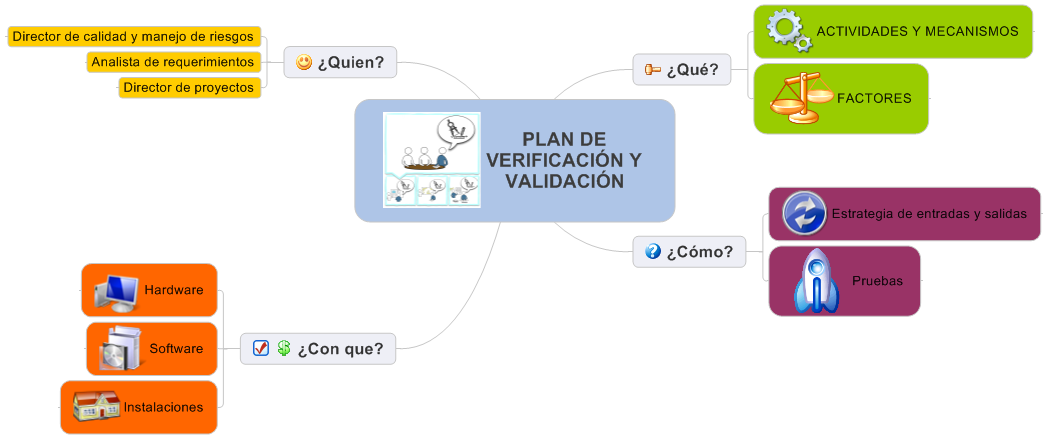 Director de calidad y manejo de riesgos
Analista de requerimientos
Director de proyectos
¿Quien?
¿Qué?
ACTIVIDADES Y MECANISMOS
FACTORES
PLAN DE
VERIFICACIÓN Y
VALIDACIÓN
¿Cómo?
Estrategia de entradas y salidas
Pruebas
Hardware
Software
Instalaciones
¿Con que?